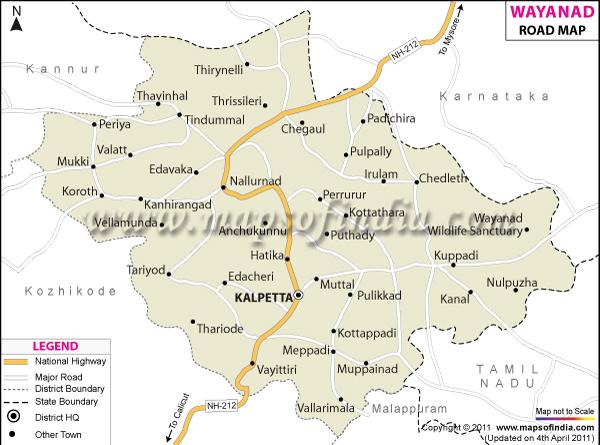 WAYANAD
ROAD MAP
N
To Mysore
NH-212
Kannur
Karnataka
Thirynelli
Thavinhal
Thrissileri
Tindummal
Periya
Chegaul
Padichira
Valatt
Pulpally
Mukki
Edavaka
Irulam
Chedleth
Nallurnad
Koroth
Kanhirangad
Perrurur
Kottathara
Wayanad
Wildlife Sanctuary
www.mapsofindia.com
Vellamunda
Anchukunnu
Puthady
Hatika
Kuppadi
Tariyod
Edacheri
Muttal
Nulpuzha
Kozhikode
KALPETTA
Pulikkad
Kanal
Thariode
Kottappadi
Meppadi
Vayittiri
Muppainad
TAMIL
NADU
Vallarimala
Malappuram
NH-212
To Calicut
LEGEND
National Highway
Major Road
District Boundary
State Boundary
District HQ
Other Town
Map not to Scale
Copyright © 2011 www.mapsofindia.com
(Updated on 4th April 2011)